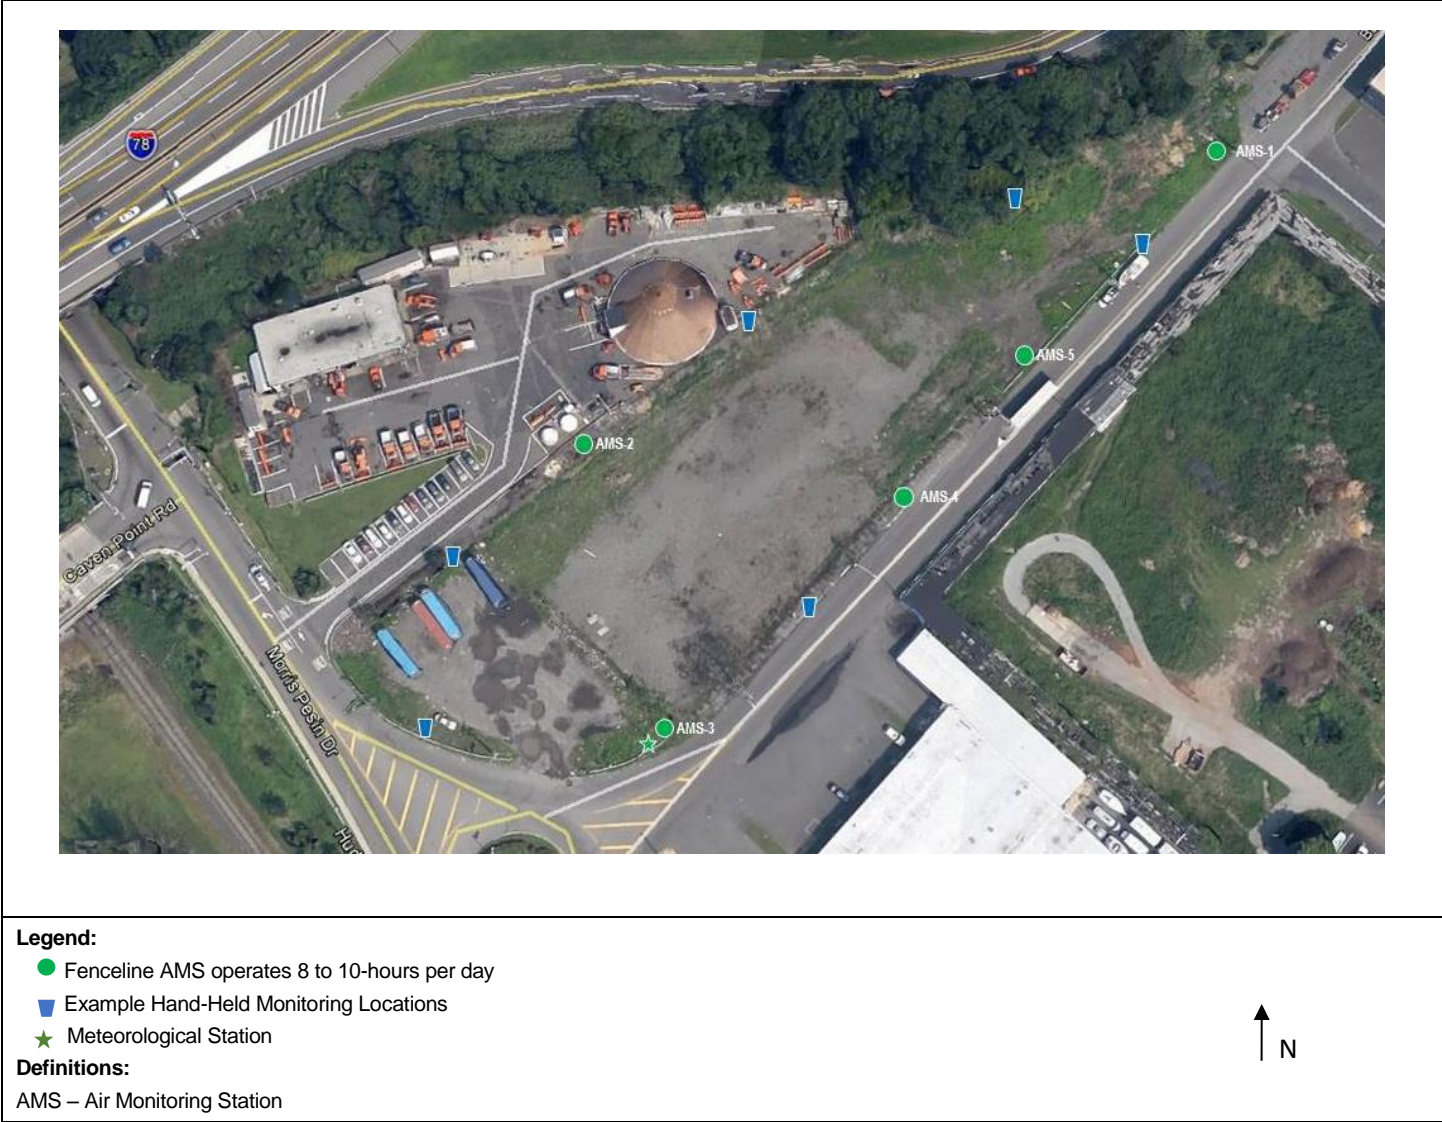 78
AMS-1
AMS-5
AMS-2
AMS-4
Caven Point Rd
Morris Pesin Dr
AMS-3
Legend:
Fenceline AMS operates 8 to 10-hours per day
Example Hand-Held Monitoring Locations
Meteorological Station
N
Definitions:
AMS – Air Monitoring Station